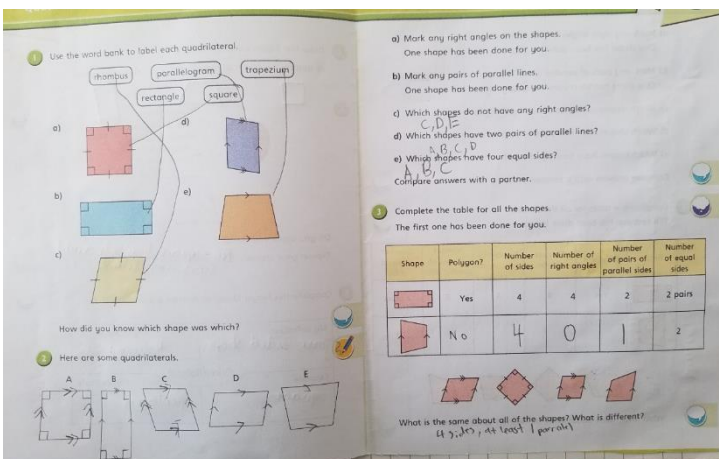 1 Use the word bank to label each quadrilateral.
rhombus
parallelogram
trapezium
rectangle
square
a)
d)
b)
e)
c)
How did you know which shape was which?
2 Here are some quadrilaterals.
A B C D E
a) Mark any right angles on the shapes.
One shape has been done for you.
b) Mark any pairs of parallel lines.
One shape has been done for you.
c) Which shapes do not have any right angles?
C, D, E
d) Which shapes have two pairs of parallel lines?
A, B, C, D
e) Which shapes have four equal sides?
A, B, C
Compare answers with a partner.
3 Complete the table for all the shapes.
The first one has been done for you.
Shape Polygon? Number of sides Number of right angles Number of pairs of parallel sides Number of equal sides
Yes 4 4 2 2 pairs
No 4 0 1 2
What is the same about all of the shapes? What is different?
4 sides, at least 1 parralel